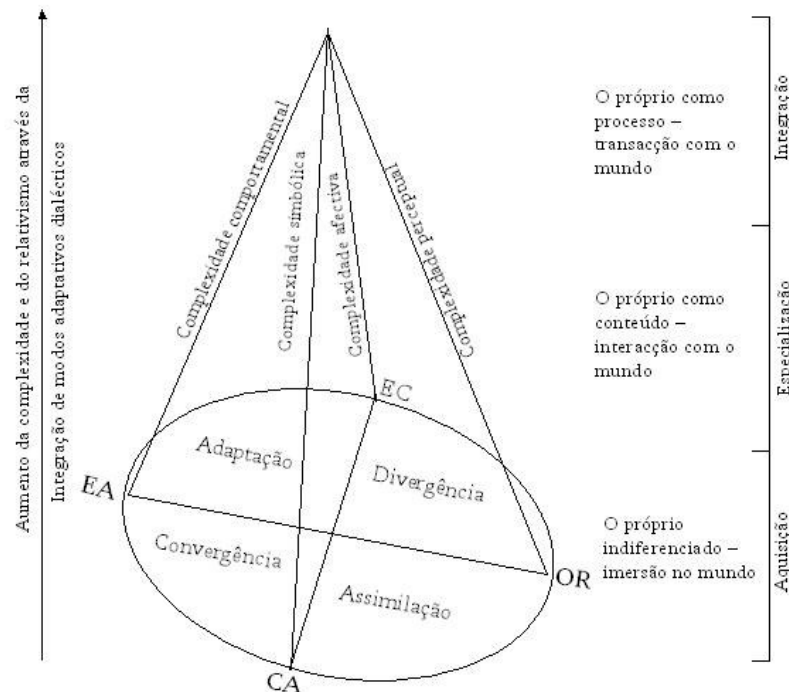 Aumento da complexidade e do relativismo através da
Integração de modos adaptativos dialécticos
Complexidade comportamental
Complexidade simbólica
Complexidade afectiva
Complexidade perceptual
EC
Adaptação
Divergência
EA
Convergência
OR
Assimilação
CA
O próprio como
processo –
transacção com o
mundo
Integração
O próprio como
conteúdo –
interacção com o
mundo
Especialização
O próprio
indiferenciado –
imersão no mundo
Aquisição